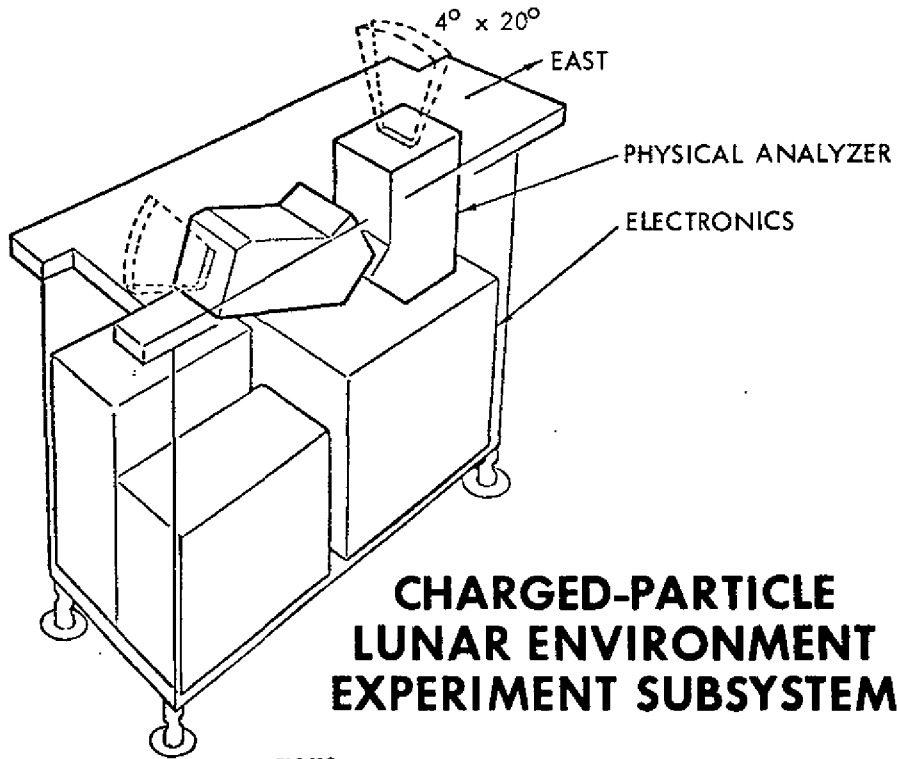 4° x 20°
EAST
PHYSICAL ANALYZER
ELECTRONICS
CHARGED-PARTICLE
LUNAR ENVIRONMENT
EXPERIMENT SUBSYSTEM